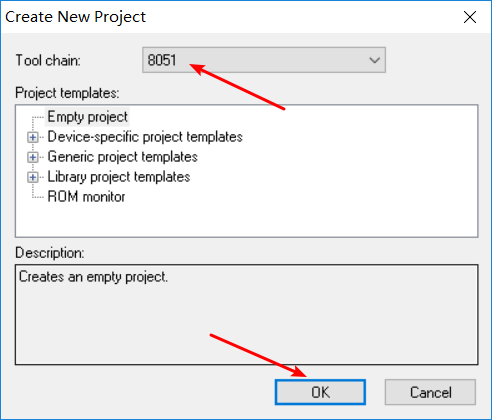 Create New Project
Tool chain: 8051
Project templates:
Empty project
Device-specific project templates
Generic project templates
Library project templates
ROM monitor
Description:
Creates an empty project.
OK Cancel